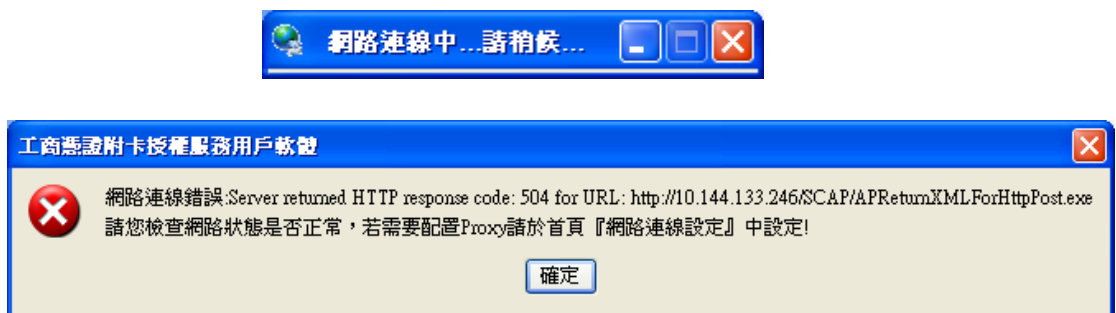 網路連線中...請稍候...
工商憑證附卡授權服務用戶軟體
網路連線錯誤:Server returned HTTP response code: 504 for URL: http://10.144.133.246/SCAP/APReturnXMLForHttpPost.exe
請您檢查網路狀態是否正常，若需要配置Proxy請於首頁『網路連線設定』中設定!
確定